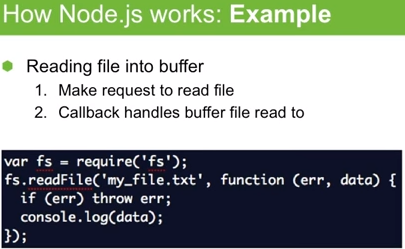 How Node.js works: Example
Reading file into buffer
1. Make request to read file
2. Callback handles buffer file read to
var fs = require('fs');
fs.readFile('my_file.txt', function (err, data) {
  if (err) throw err;
  console.log(data);
});